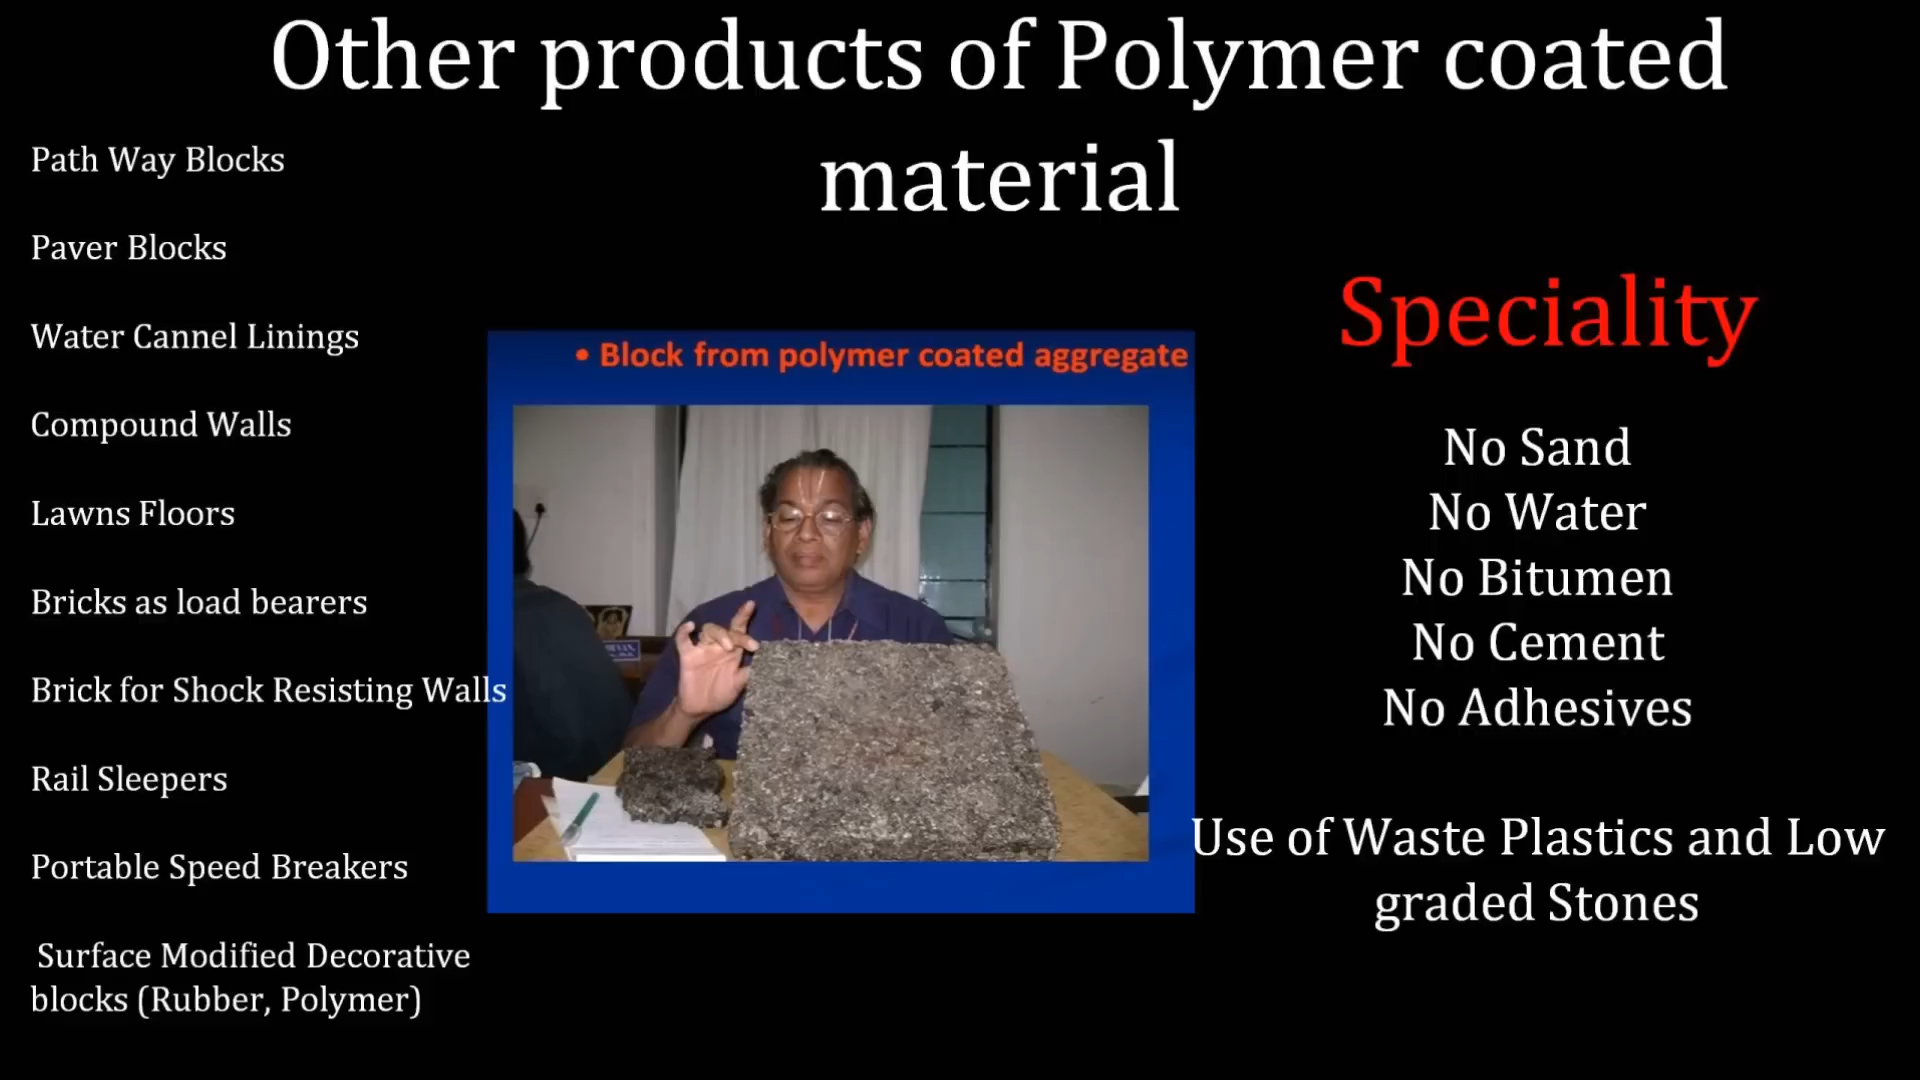 Other products of Polymer coated
material
Path Way Blocks
Paver Blocks
Water Cannel Linings
Compound Walls
Lawns Floors
Bricks as load bearers
Brick for Shock Resisting Walls
Rail Sleepers
Portable Speed Breakers
Surface Modified Decorative
blocks (Rubber, Polymer)
• Block from polymer coated aggregate
Speciality
No Sand
No Water
No Bitumen
No Cement
No Adhesives
Use of Waste Plastics and Low
graded Stones